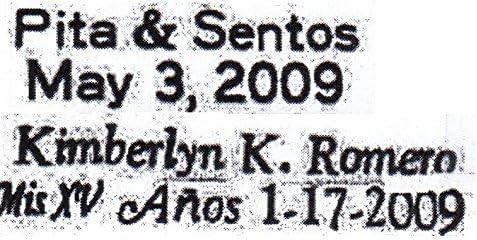 Pita & Sentos
May 3, 2009
Kimberlyn K. Romero
Mis XV Años 1-17-2009